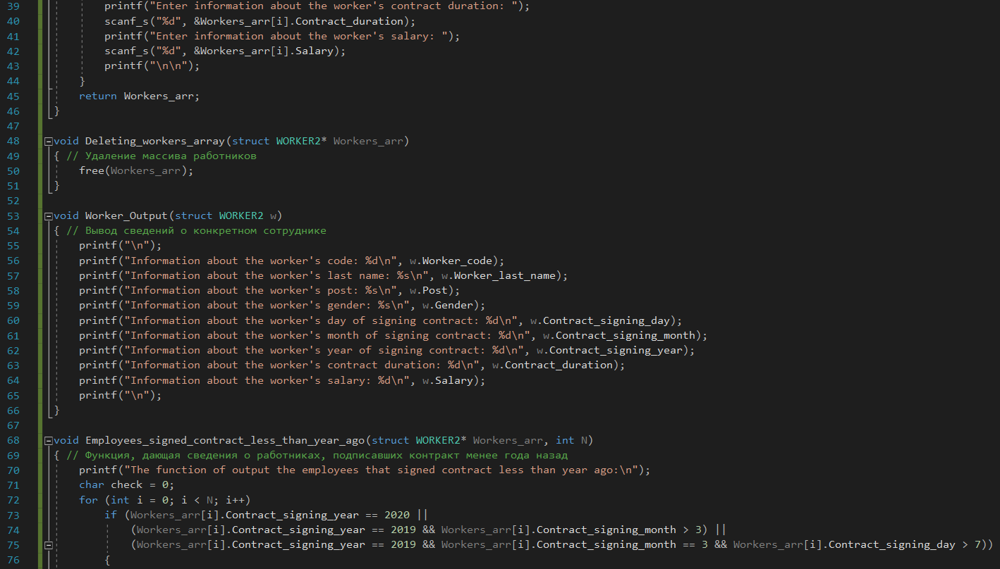 39 printf("Enter information about the worker's contract duration: ");
40 scanf_s("%d", &Workers_arr[i].Contract_duration);
41 printf("Enter information about the worker's salary: ");
42 scanf_s("%d", &Workers_arr[i].Salary);
43 printf("\n\n");
44 }
45 return Workers_arr;
46 }
47
48 void Deleting_workers_array(struct WORKER2* Workers_arr)
49 { // Удаление массива работников
50 free(Workers_arr);
51 }
52
53 void Worker_Output(struct WORKER2 w)
54 { // Вывод сведений о конкретном сотруднике
55 printf("\n");
56 printf("Information about the worker's code: %d\n", w.Worker_code);
57 printf("Information about the worker's last name: %s\n", w.Worker_last_name);
58 printf("Information about the worker's post: %s\n", w.Post);
59 printf("Information about the worker's gender: %s\n", w.Gender);
60 printf("Information about the worker's day of signing contract: %d\n", w.Contract_signing_day);
61 printf("Information about the worker's month of signing contract: %d\n", w.Contract_signing_month);
62 printf("Information about the worker's year of signing contract: %d\n", w.Contract_signing_year);
63 printf("Information about the worker's contract duration: %d\n", w.Contract_duration);
64 printf("Information about the worker's salary: %d\n", w.Salary);
65 printf("\n");
66 }
67
68 void Employees_signed_contract_less_than_year_ago(struct WORKER2* Workers_arr, int N)
69 { // Функция, дающая сведения о работниках, подписавших контракт менее года назад
70 printf("The function of output the employees that signed contract less than year ago:\n");
71 char check = 0;
72 for (int i = 0; i < N; i++)
73 if (Workers_arr[i].Contract_signing_year == 2020 ||
74 (Workers_arr[i].Contract_signing_year == 2019 && Workers_arr[i].Contract_signing_month > 3) ||
75 (Workers_arr[i].Contract_signing_year == 2019 && Workers_arr[i].Contract_signing_month == 3 && Workers_arr[i].Contract_signing_day > 7))
76 {